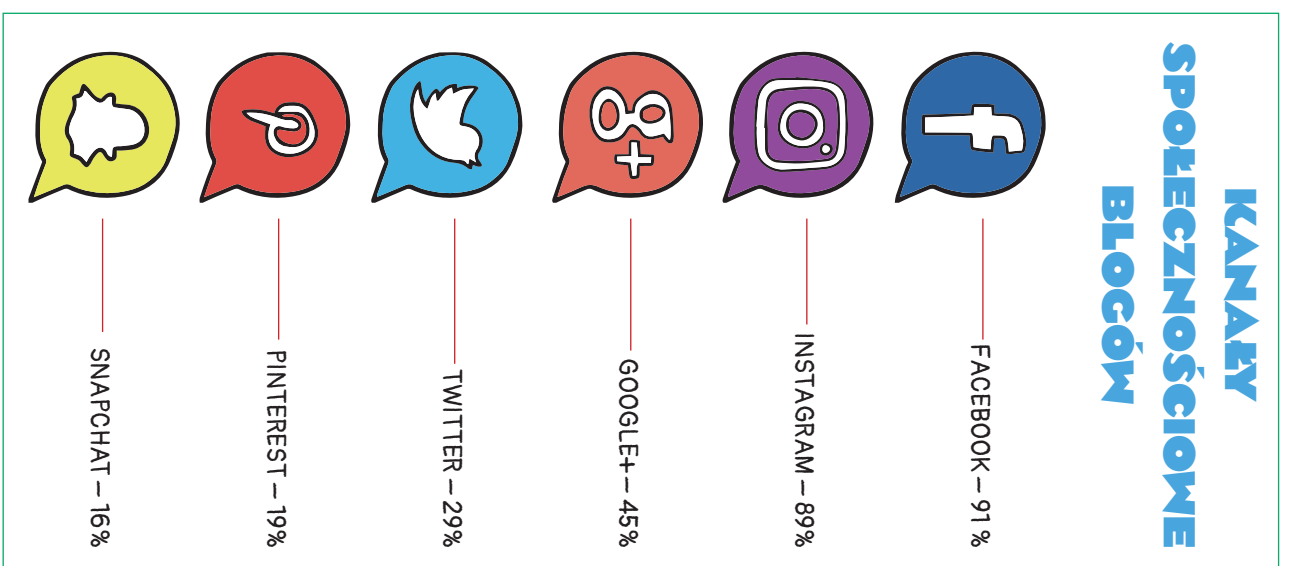 KANAŁY
SPOŁECZNOŚCIOWE
BLOGÓW
FACEBOOK – 91%
INSTAGRAM – 89%
GOOGLE+ – 45%
TWITTER – 29%
PINTEREST – 19%
SNAPCHAT – 16%